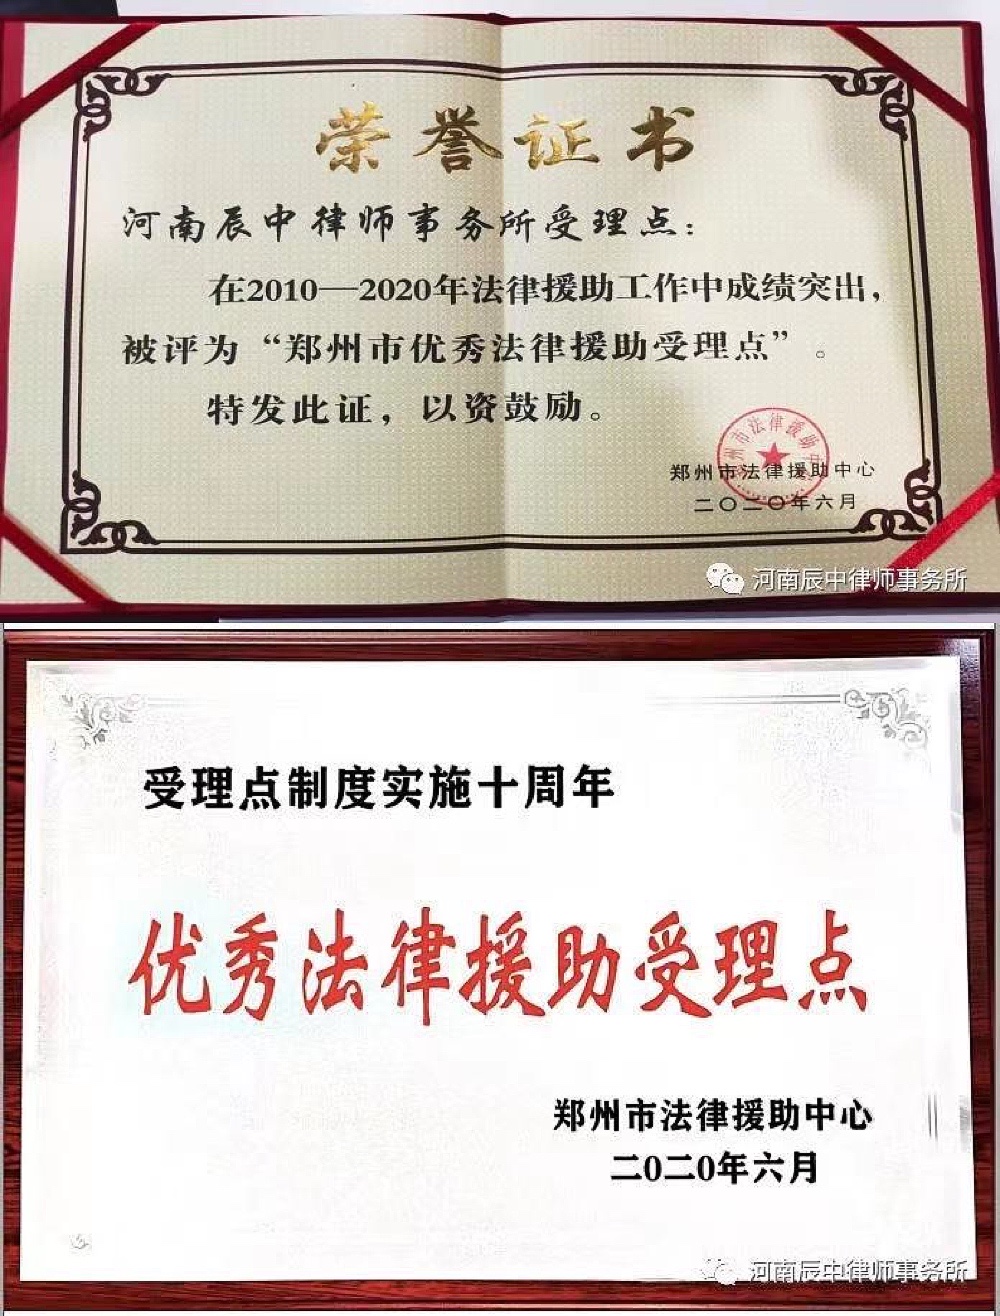 荣誉证书
河南辰中律师事务所受理点：
在2010—2020年法律援助工作中成绩突出，
被评为“郑州市优秀法律援助受理点”。
特发此证，以资鼓励。
郑州市法律援助中心
二〇二〇年六月
河南辰中律师事务所
受理点制度实施十周年
优秀法律援助受理点
郑州市法律援助中心
二〇二〇年六月
河南辰中律师事务所